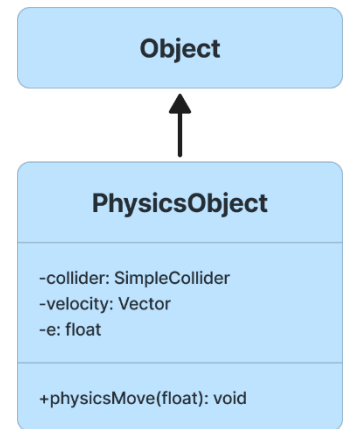 Object
PhysicsObject
-collider: SimpleCollider
-velocity: Vector
-e: float
+physicsMove(float): void